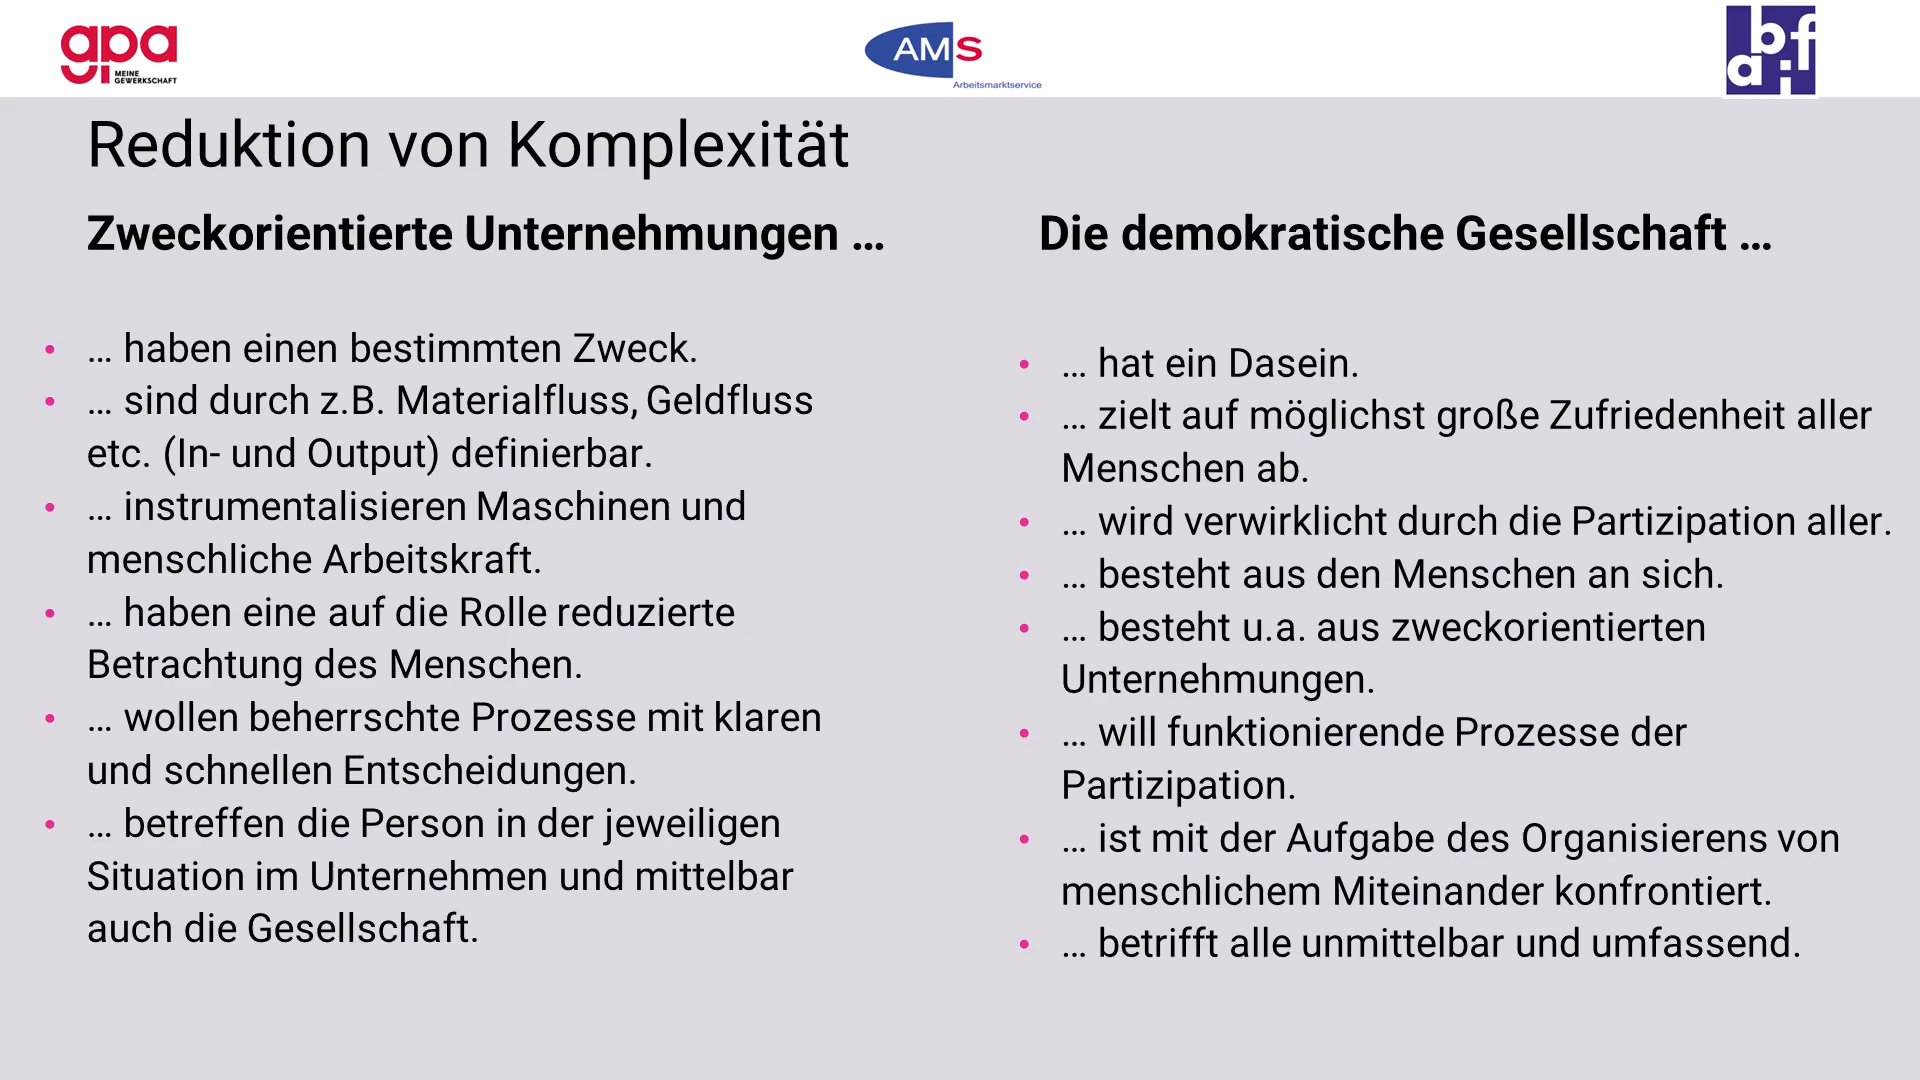 gpa
MEINE
GEWERKSCHAFT
AMS
Arbeitsmarktservice
bfai
Reduktion von Komplexität
Zweckorientierte Unternehmungen …
• … haben einen bestimmten Zweck.
• … sind durch z.B. Materialfluss, Geldfluss
etc. (In- und Output) definierbar.
• … instrumentalisieren Maschinen und
menschliche Arbeitskraft.
• … haben eine auf die Rolle reduzierte
Betrachtung des Menschen.
• … wollen beherrschte Prozesse mit klaren
und schnellen Entscheidungen.
• … betreffen die Person in der jeweiligen
Situation im Unternehmen und mittelbar
auch die Gesellschaft.
Die demokratische Gesellschaft …
• … hat ein Dasein.
• … zielt auf möglichst große Zufriedenheit aller
Menschen ab.
• … wird verwirklicht durch die Partizipation aller.
• … besteht aus den Menschen an sich.
• … besteht u.a. aus zweckorientierten
Unternehmungen.
• … will funktionierende Prozesse der
Partizipation.
• … ist mit der Aufgabe des Organisierens von
menschlichem Miteinander konfrontiert.
• … betrifft alle unmittelbar und umfassend.